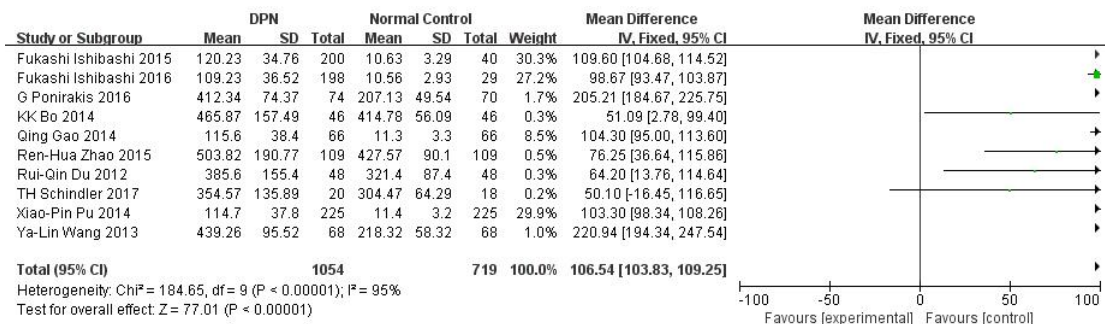 DPN Normal Control Mean Difference Mean Difference
Study or Subgroup Mean SD Total Mean SD Total Weight IV, Fixed, 95% CI IV, Fixed, 95% CI
Fukashi Ishibashi 2015 120.23 34.76 200 10.63 3.29 40 30.3% 109.60 [104.68, 114.52]
Fukashi Ishibashi 2016 109.23 36.52 198 10.56 2.93 29 27.2% 98.67 [93.47, 103.87]
G Ponirakis 2016 412.34 74.37 74 207.13 49.54 70 1.7% 205.21 [184.67, 225.75]
KK Bo 2014 465.87 157.49 46 414.78 56.09 46 0.3% 51.09 [2.78, 99.40]
Qing Gao 2014 115.6 38.4 66 11.3 3.3 66 8.5% 104.30 [95.00, 113.60]
Ren-Hua Zhao 2015 503.82 190.77 109 427.57 90.1 109 0.5% 76.25 [36.64, 115.86]
Rui-Qin Du 2012 385.6 155.4 48 321.4 87.4 48 0.3% 64.20 [13.76, 114.64]
TH Schindler 2017 354.57 135.89 20 304.47 64.29 18 0.2% 50.10 [-16.45, 116.65]
Xiao-Pin Pu 2014 114.7 37.8 225 11.4 3.2 225 29.9% 103.30 [98.34, 108.26]
Ya-Lin Wang 2013 439.26 95.52 68 218.32 58.32 68 1.0% 220.94 [194.34, 247.54]
Total (95% CI) 1054 719 100.0% 106.54 [103.83, 109.25]
Heterogeneity: Chi² = 184.65, df = 9 (P < 0.00001); I² = 95%
Test for overall effect: Z = 77.01 (P < 0.00001)
-100 -50 0 50 100
Favours [experimental] Favours [control]